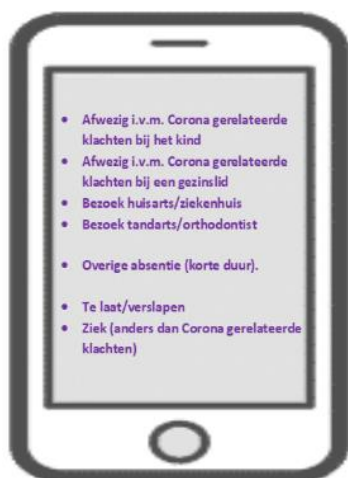 • Afwezig i.v.m. Corona gerelateerde
klachten bij het kind
• Afwezig i.v.m. Corona gerelateerde
klachten bij een gezinslid
• Bezoek huisarts/ziekenhuis
• Bezoek tandarts/orthodontist
• Overige absentie (korte duur).
• Te laat/verslapen
• Ziek (anders dan Corona gerelateerde
klachten)